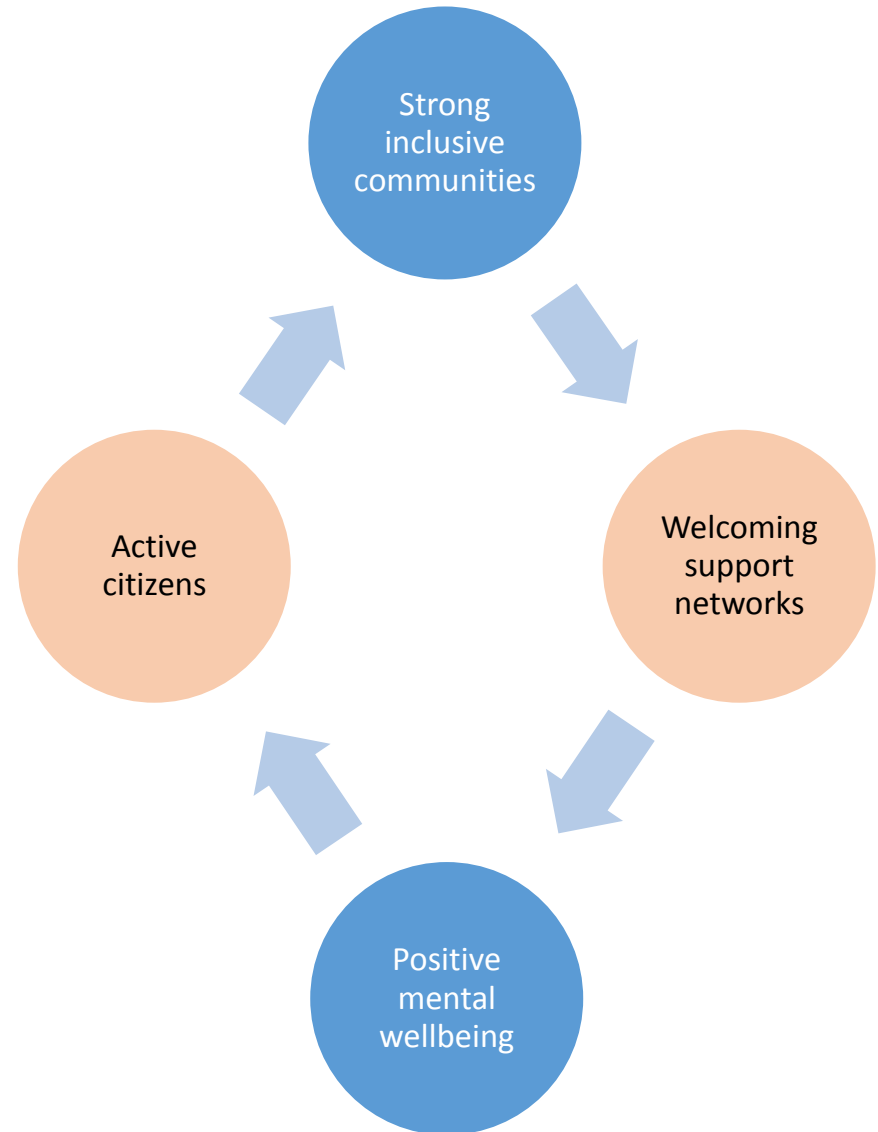 Strong
inclusive
communities
Active
citizens
Welcoming
support
networks
Positive
mental
wellbeing